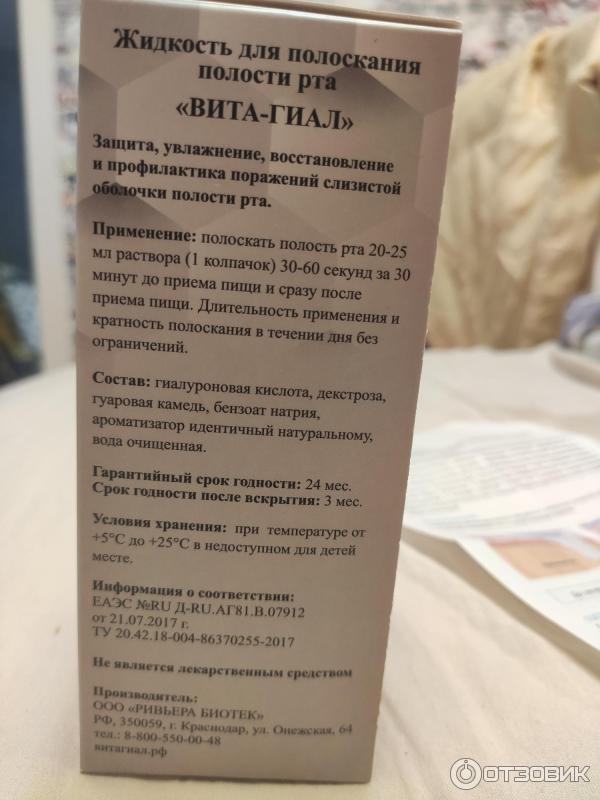 Жидкость для полоскания
полости рта
«ВИТА-ГИАЛ»
Защита, увлажнение, восстановление
и профилактика поражений слизистой
оболочки полости рта.
Применение: полоскать полость рта 20-25
мл раствора (1 колпачок) 30-60 секунд за 30
минут до приема пищи и сразу после
приема пищи. Длительность применения и
кратность полоскания в течении дня без
ограничений.
Состав: гиалуроновая кислота, декстроза,
гуаровая камедь, бензоат натрия,
ароматизатор идентичный натуральному,
вода очищенная.
Гарантийный срок годности: 24 мес.
Срок годности после вскрытия: 3 мес.
Условия хранения: при температуре от
+5°С до +25°С в недоступном для детей
месте.
Информация о соответствии:
ЕАЭС №RU Д-RU.АГ81.В.07912
от 21.07.2017 г.
ТУ 20.42.18-004-86370255-2017
Не является лекарственным средством
Производитель:
ООО «РИВЬЕРА БИОТЕК»
РФ, 350059, г. Краснодар, ул. Онежская, 64
тел.: 8-800-550-00-48
витагиал.рф
ОТЗОВИК